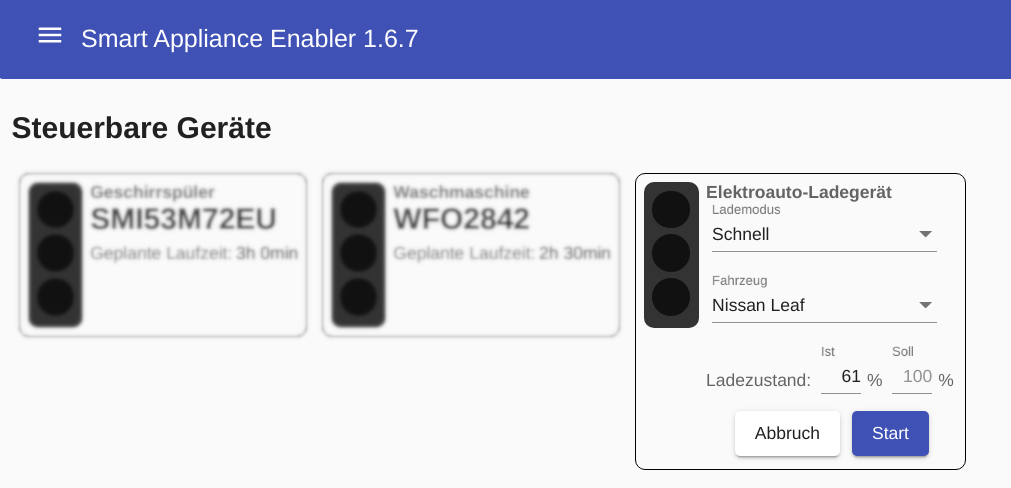 Smart Appliance Enabler 1.6.7
Steuerbare Geräte
Geschirrspüler
SMI53M72EU
Geplante Laufzeit: 3h 0min
Waschmaschine
WFO2842
Geplante Laufzeit: 2h 30min
Elektroauto-Ladegerät
Lademodus
Schnell
Fahrzeug
Nissan Leaf
Ist Soll
Ladezustand: 61 % 100 %
Abbruch Start